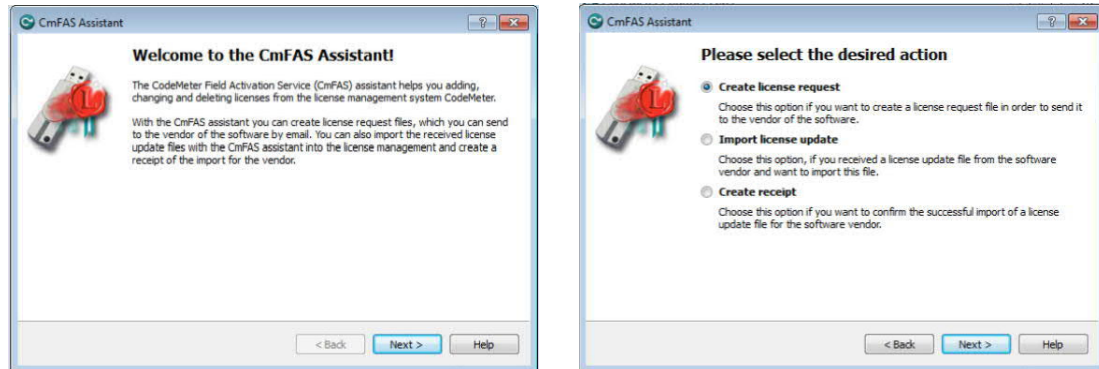 CmFAS Assistant
Welcome to the CmFAS Assistant!
The CodeMeter Field Activation Service (CmFAS) assistant helps you adding,
changing and deleting licenses from the license management system CodeMeter.
With the CmFAS assistant you can create license request files, which you can send
to the vendor of the software by email. You can also import the received license
update files with the CmFAS assistant into the license management and create a
receipt of the import for the vendor.
< Back Next > Help
CmFAS Assistant
Please select the desired action
Create license request
Choose this option if you want to create a license request file in order to send it
to the vendor of the software.
Import license update
Choose this option, if you received a license update file from the software
vendor and want to import this file.
Create receipt
Choose this option if you want to confirm the successful import of a license
update file for the software vendor.
< Back Next > Help